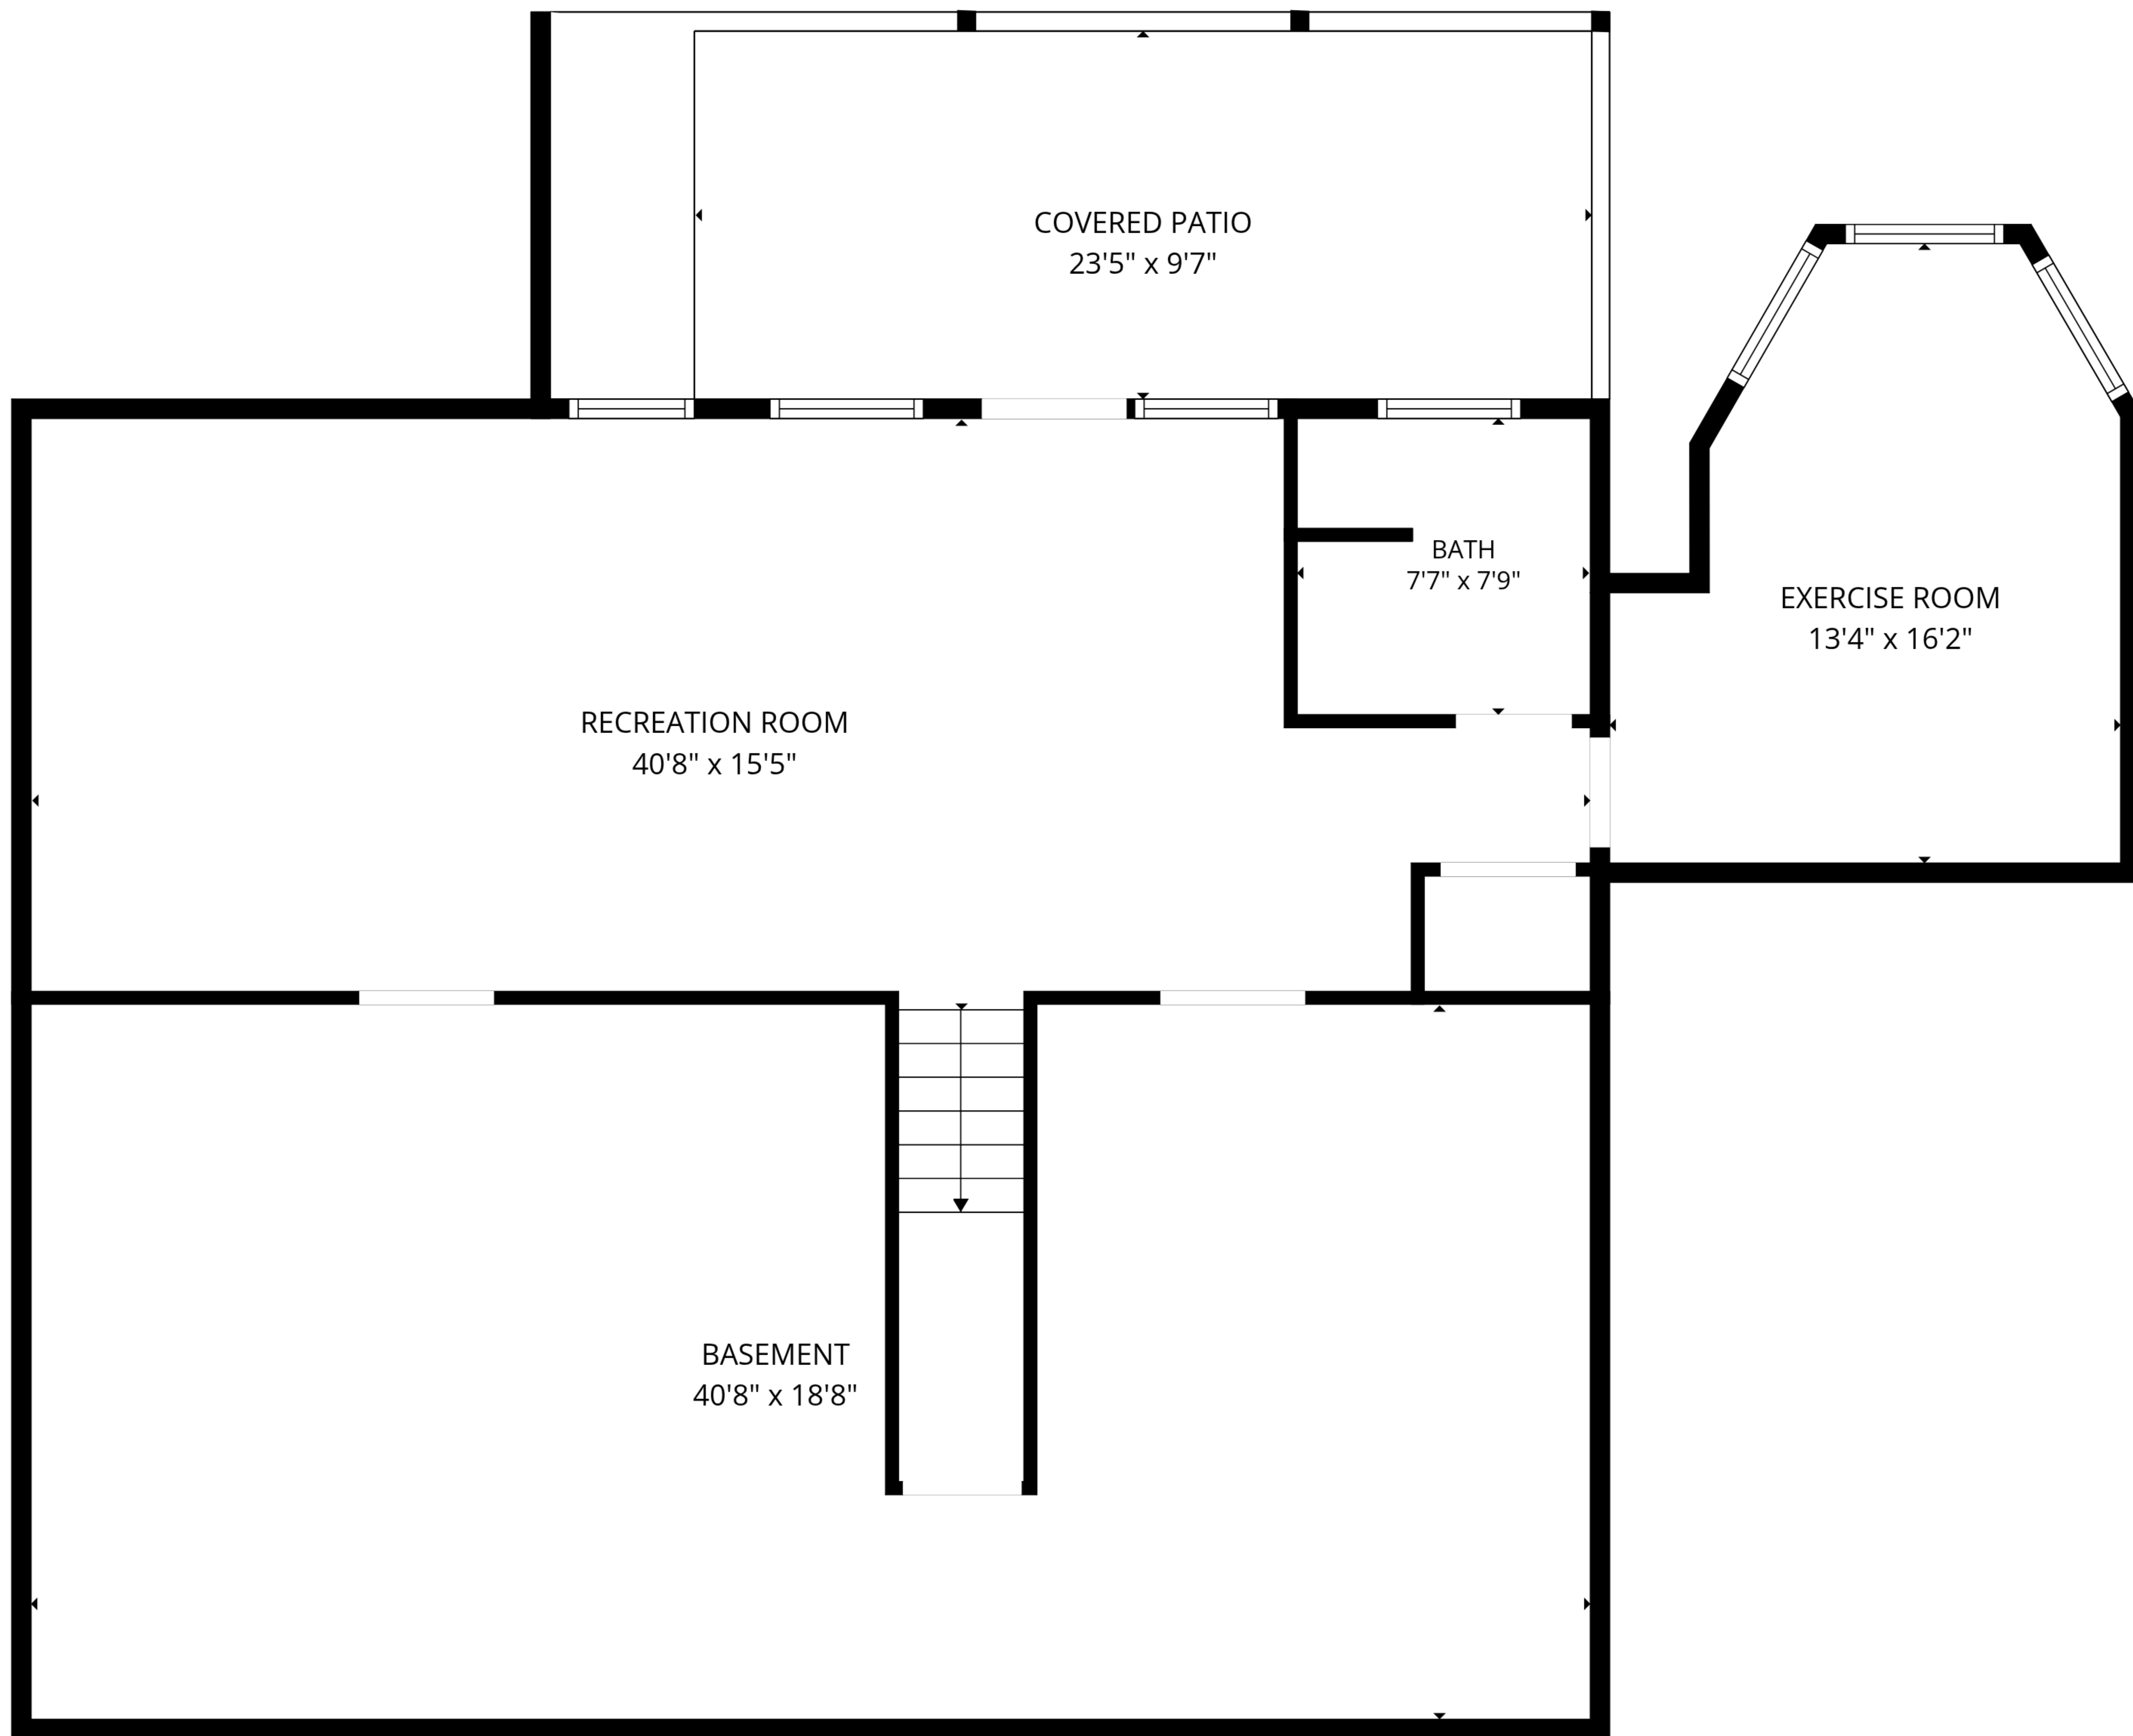 COVERED PATIO
23'5" x 9'7"
BATH
7'7" x 7'9"
EXERCISE ROOM
13'4" x 16'2"
RECREATION ROOM
40'8" x 15'5"
BASEMENT
40'8" x 18'8"